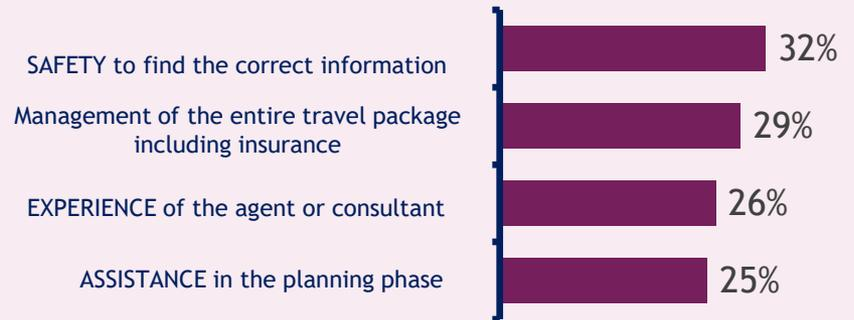 SAFETY to find the correct information
32%
Management of the entire travel package
including insurance
29%
EXPERIENCE of the agent or consultant
26%
ASSISTANCE in the planning phase
25%